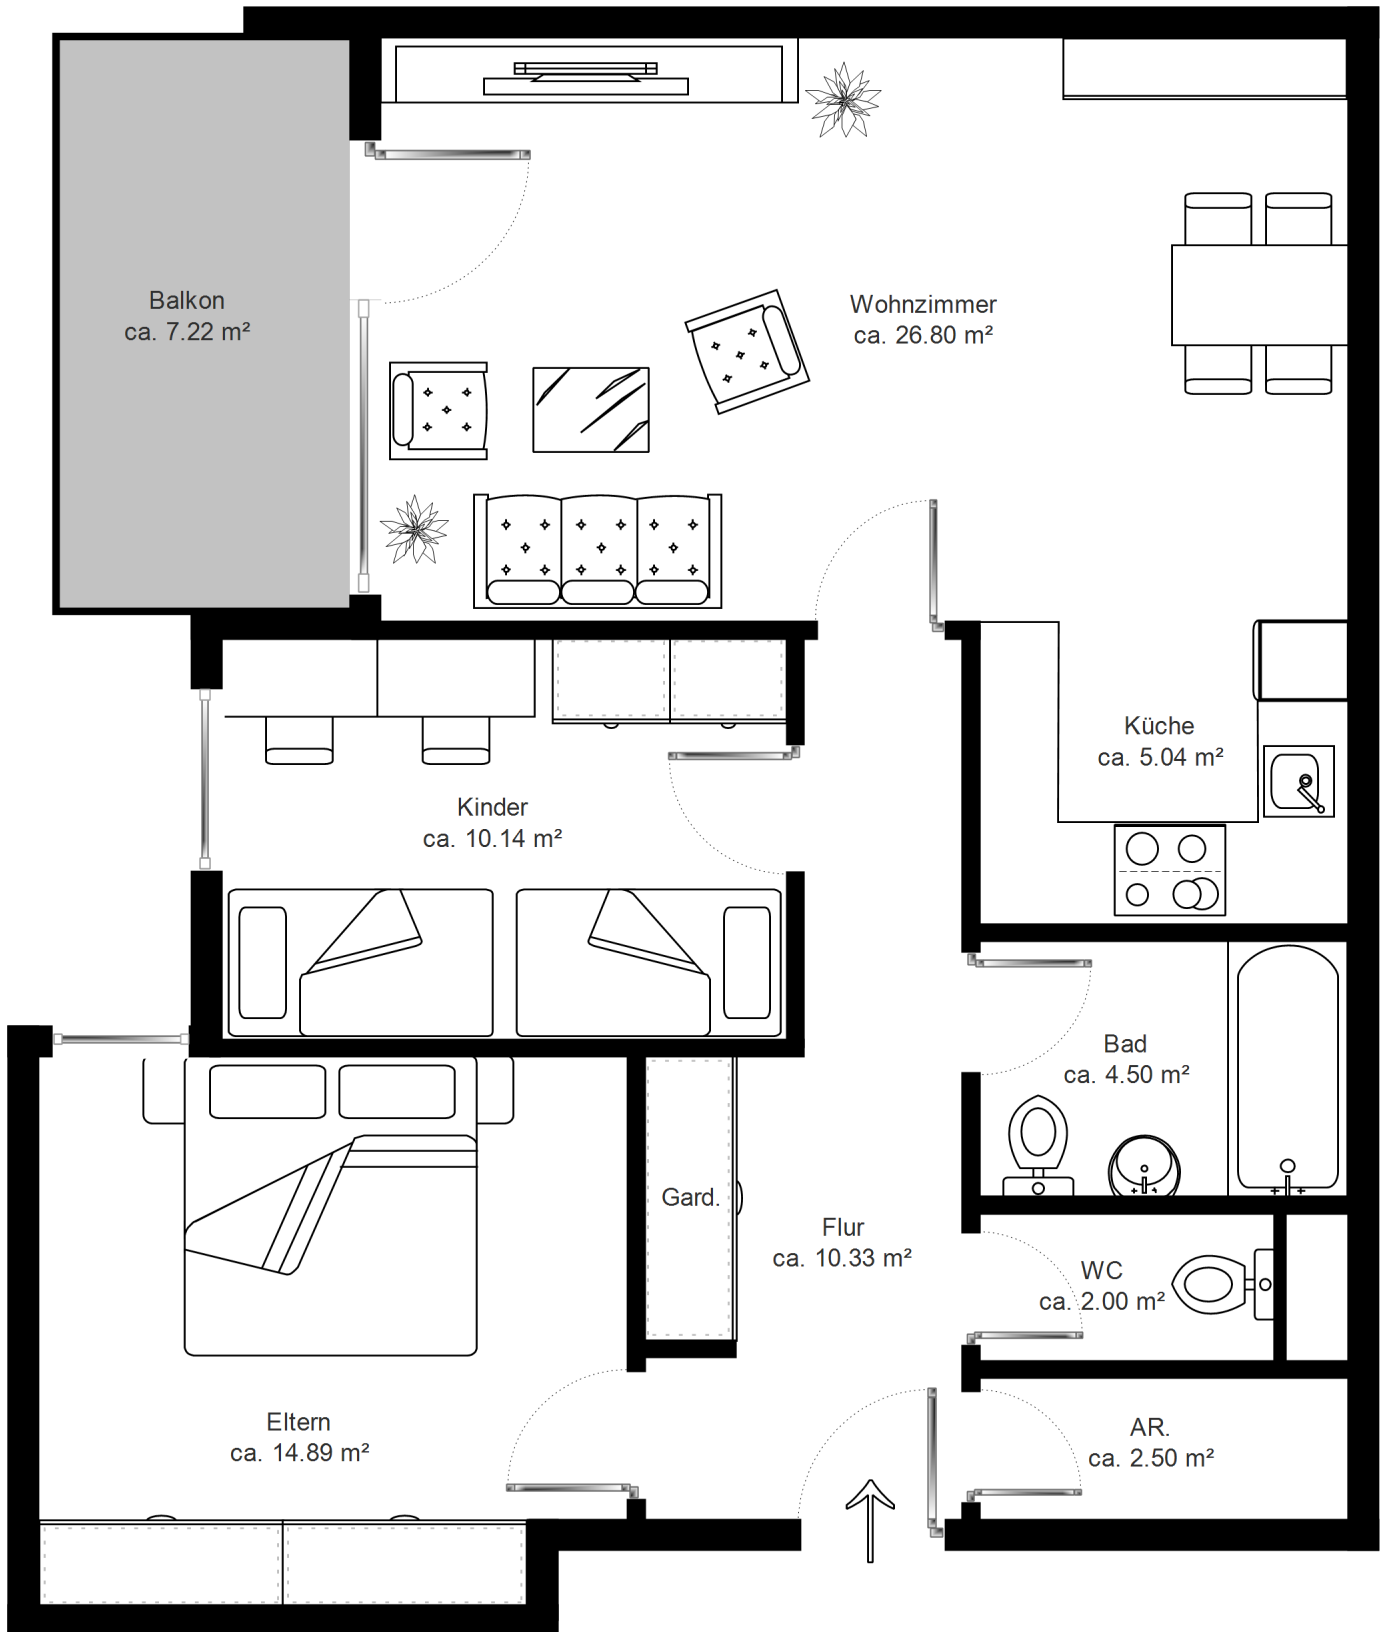 Balkon
ca. 7.22 m²
Wohnzimmer
ca. 26.80 m²
Küche
ca. 5.04 m²
Kinder
ca. 10.14 m²
Bad
ca. 4.50 m²
Gard.
Flur
ca. 10.33 m²
WC
ca. 2.00 m²
Eltern
ca. 14.89 m²
AR.
ca. 2.50 m²